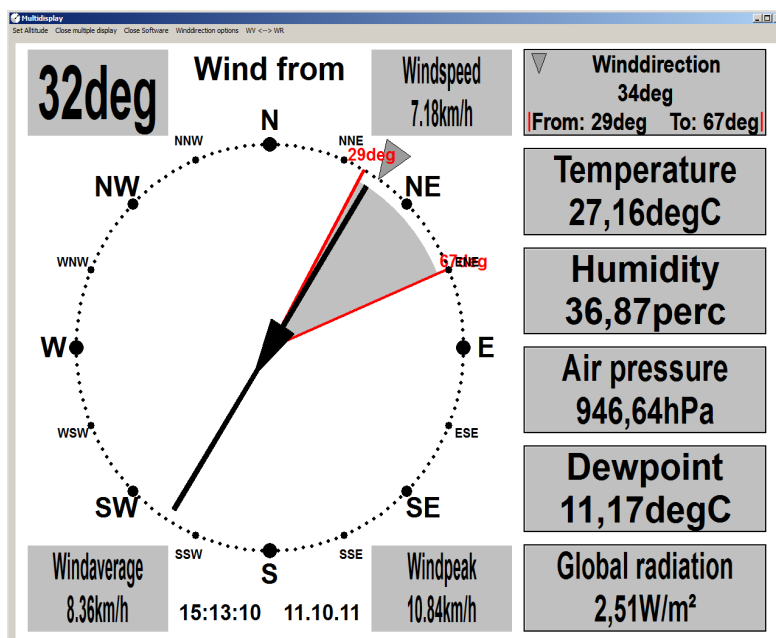 Multidisplay
Set Altitude Close multiple display Close Software Winddirection options WV <--> WR
32deg
Wind from
Windspeed
7.18km/h
Winddirection
34deg
From: 29deg To: 67deg
N
NNW
NNE
29deg
NW
NE
WNW
67deg
ENE
W
E
WSW
ESE
SW
SE
SSW
SSE
S
Temperature
27,16degC
Humidity
36,87perc
Air pressure
946,64hPa
Dewpoint
11,17degC
Global radiation
2,51W/m²
Windaverage
8.36km/h
15:13:10 11.10.11
Windpeak
10.84km/h